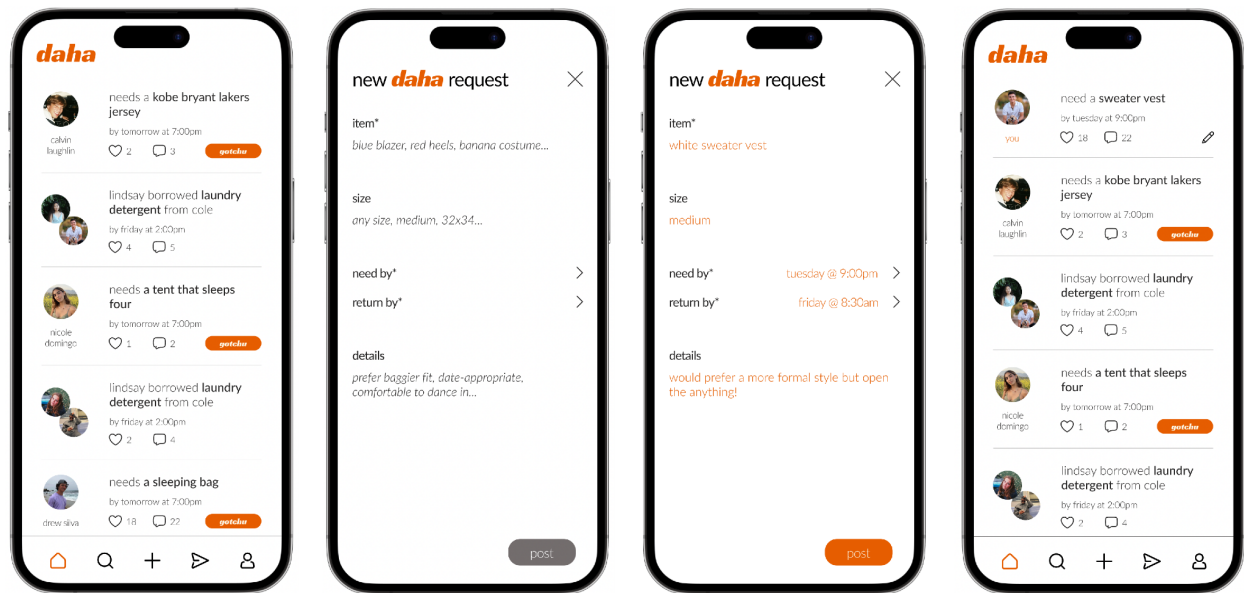 daha
needs a kobe bryant lakers
jersey
by tomorrow at 7:00pm
calvin
laughlin
2
3
gotchu
lindsay borrowed laundry
detergent from cole
by friday at 2:00pm
4
5
needs a tent that sleeps
four
by tomorrow at 7:00pm
nicole
domingo
1
2
gotchu
lindsay borrowed laundry
detergent from cole
by friday at 2:00pm
2
4
needs a sleeping bag
by tomorrow at 7:00pm
drew silva
18
22
gotchu
new daha request
item*
blue blazer, red heels, banana costume...
size
any size, medium, 32x34...
need by*
return by*
details
prefer baggier fit, date-appropriate,
comfortable to dance in...
post
new daha request
item*
white sweater vest
size
medium
need by*
tuesday @ 9:00pm
return by*
friday @ 8:30am
details
would prefer a more formal style but open
the anything!
post
daha
need a sweater vest
by tuesday at 9:00pm
you
18
22
needs a kobe bryant lakers
jersey
by tomorrow at 7:00pm
calvin
laughlin
2
3
gotchu
lindsay borrowed laundry
detergent from cole
by friday at 2:00pm
4
5
needs a tent that sleeps
four
by tomorrow at 7:00pm
nicole
domingo
1
2
gotchu
lindsay borrowed laundry
detergent from cole
by friday at 2:00pm
2
4